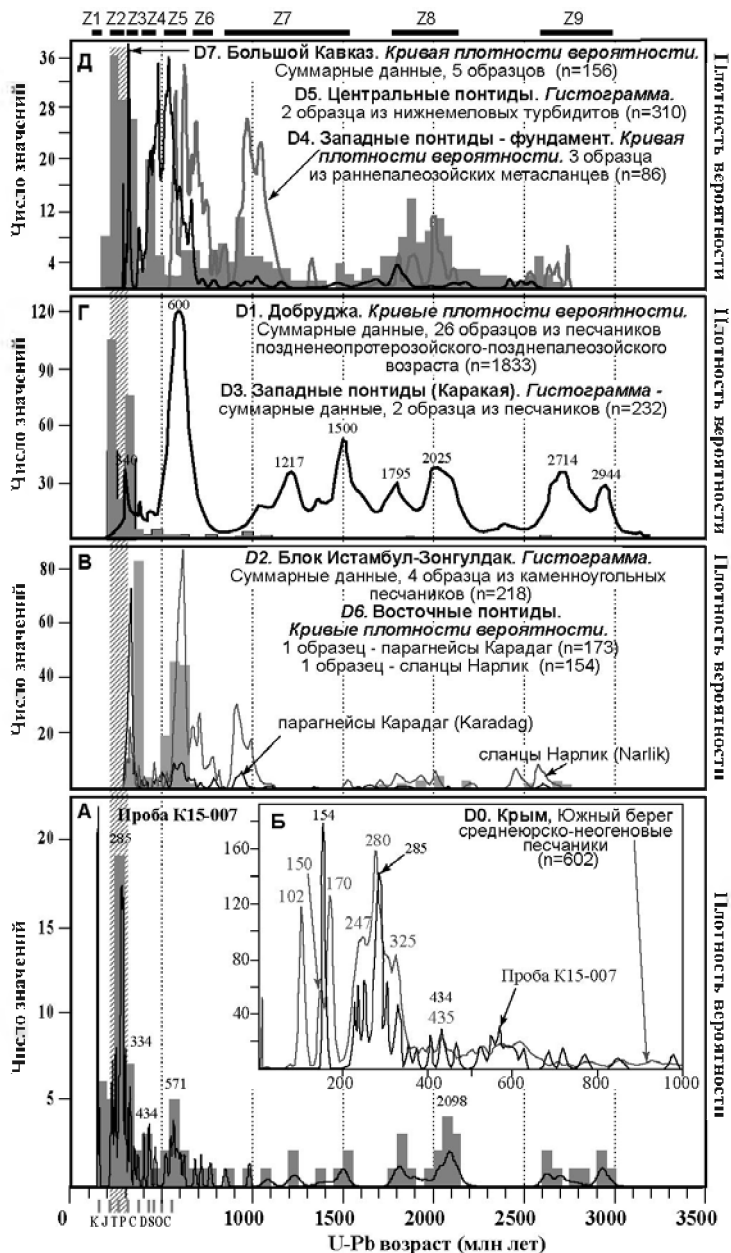 Z1 Z2 Z3 Z4 Z5 Z6 Z7 Z8 Z9
Д
D7. Большой Кавказ. Кривая плотности вероятности.
Суммарные данные, 5 образцов (n=156)
D5. Центральные понтиды. Гистограмма.
2 образца из нижнемеловых турбидитов (n=310)
D4. Западные понтиды - фундамент. Кривая
плотности вероятности. 3 образца
из раннепалеозойских метасланцев (n=86)
Число значений
Плотность вероятности
36
28
20
12
4
Г
600
D1. Добруджа. Кривые плотности вероятности.
Суммарные данные, 26 образцов из песчаников
поздненеопротерозойского-позднепалеозойского
возраста (n=1833)
D3. Западные понтиды (Каракая). Гистограмма -
суммарные данные, 2 образца из песчаников (n=232)
Число значений
Плотность вероятности
120
90
60
30
340
1217
1500
1795
2025
2714
2944
В
D2. Блок Истамбул-Зонгулдак. Гистограмма.
Суммарные данные, 4 образца из каменноугольных
песчаников (n=218)
D6. Восточные понтиды.
Кривые плотности вероятности.
1 образец - парагнейсы Карадаг (n=173)
1 образец - сланцы Нарлик (n=154)
парагнейсы Карадаг (Karadag)
сланцы Нарлик (Narlik)
Число значений
Плотность вероятности
80
60
40
20
А
Проба К15-007
285
334
434
571
2098
Число значений
Плотность вероятности
20
15
10
5
Б
D0. Крым, Южный берег
среднеюрско-неогеновые
песчаники
(n=602)
154
150
102
170
280
285
247
325
434
435
Проба К15-007
160
120
80
40
200 400 600 800 1000
K J T P C D S O C
0 1000 2000 3000 3500
U-Pb возраст (млн лет)